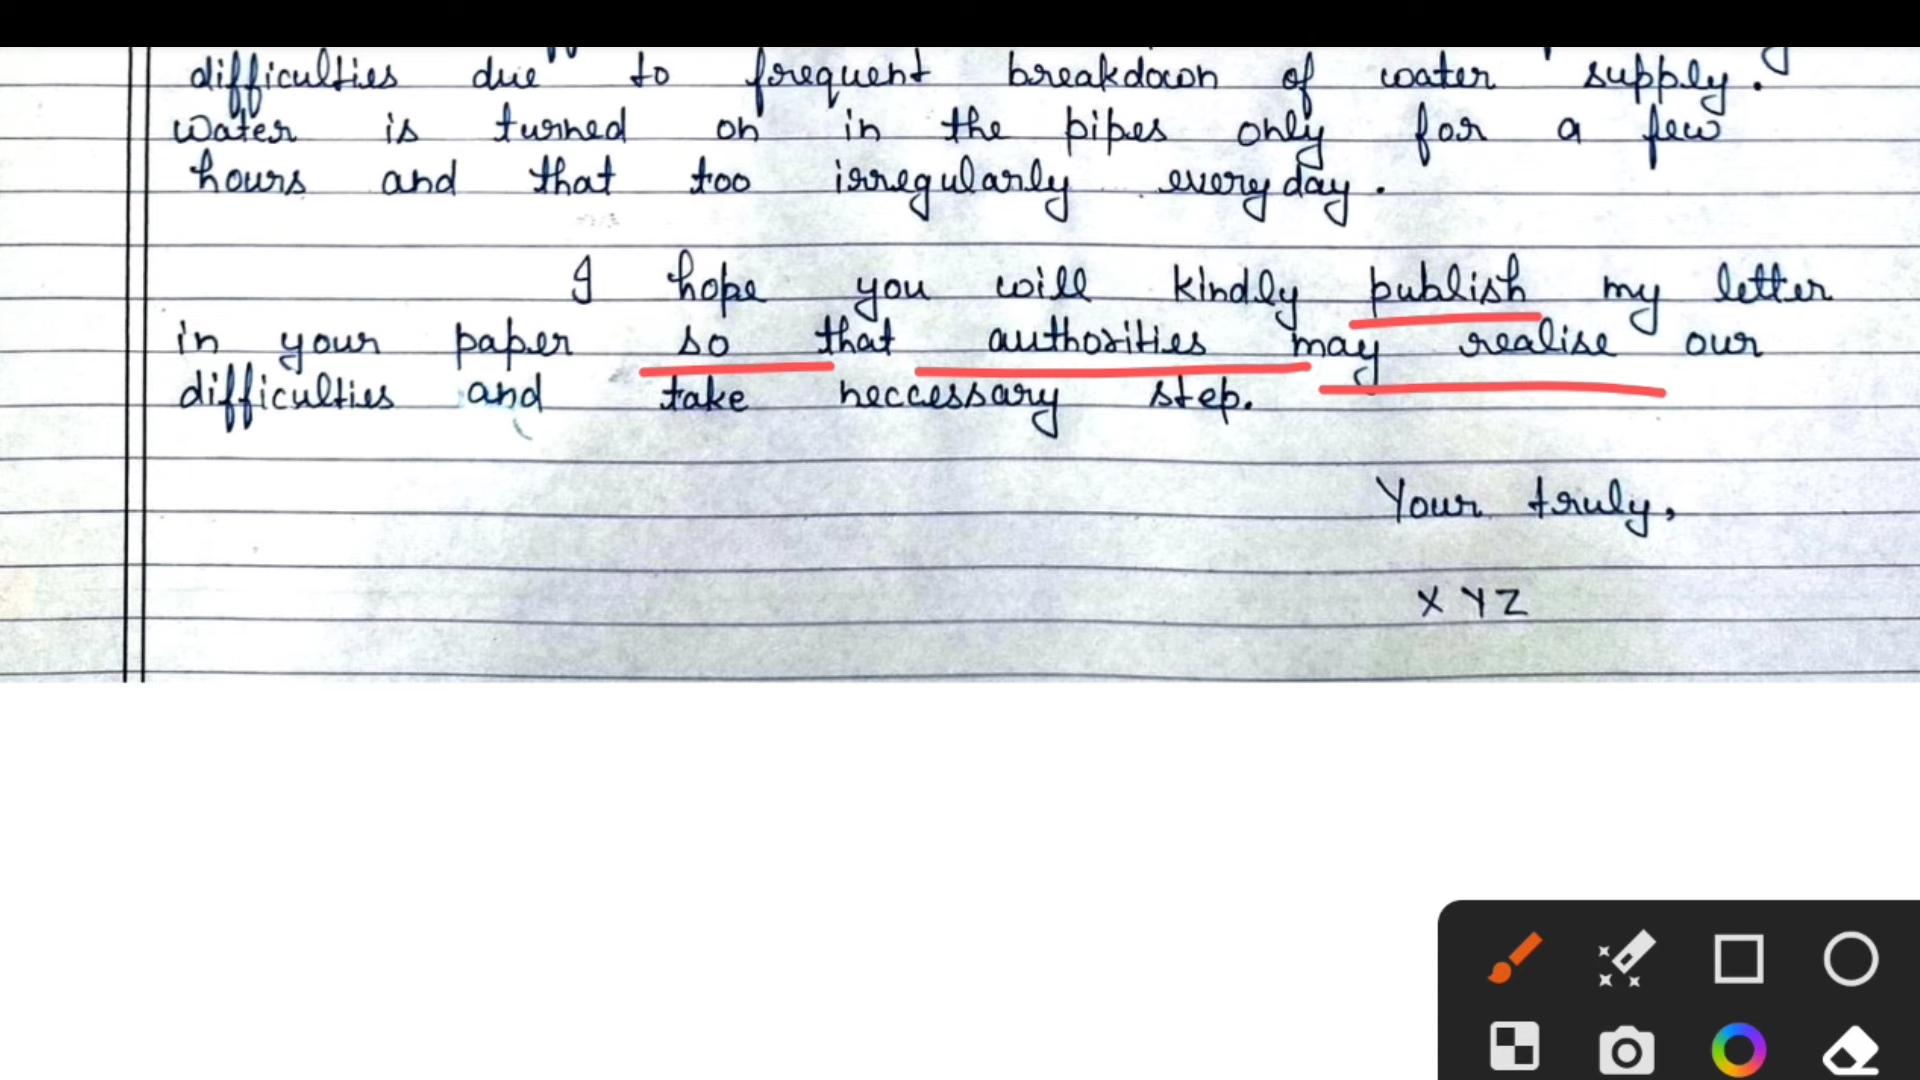 difficulties due to frequent breakdown of water supply.
Water is turned on in the pipes only for a few
hours and that too irregularly everyday.
I hope you will kindly publish my letter
in your paper so that authorities may realise our
difficulties and take neccessary step.
Your truly,
XYZ